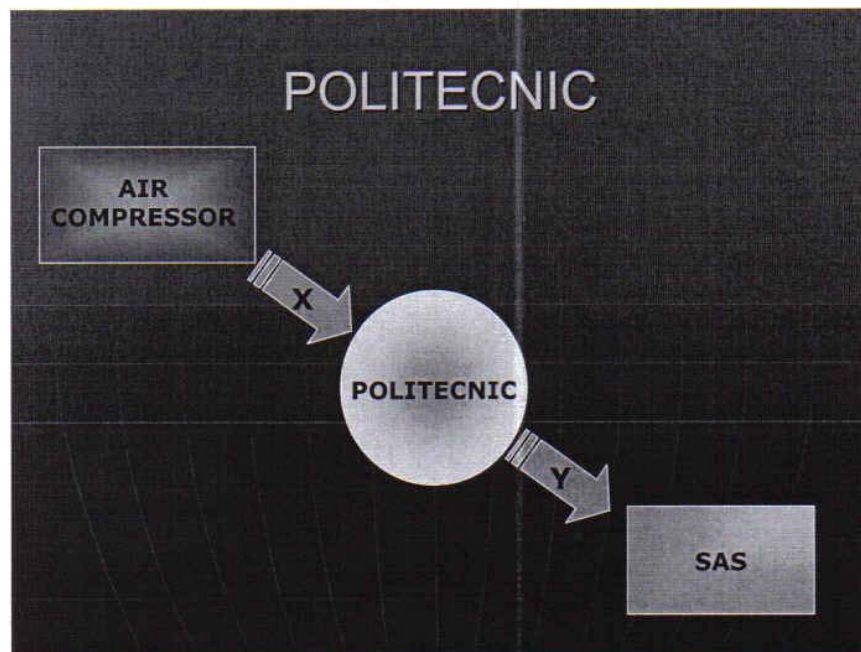 POLITECNIC
AIR
COMPRESSOR
X
POLITECNIC
Y
SAS